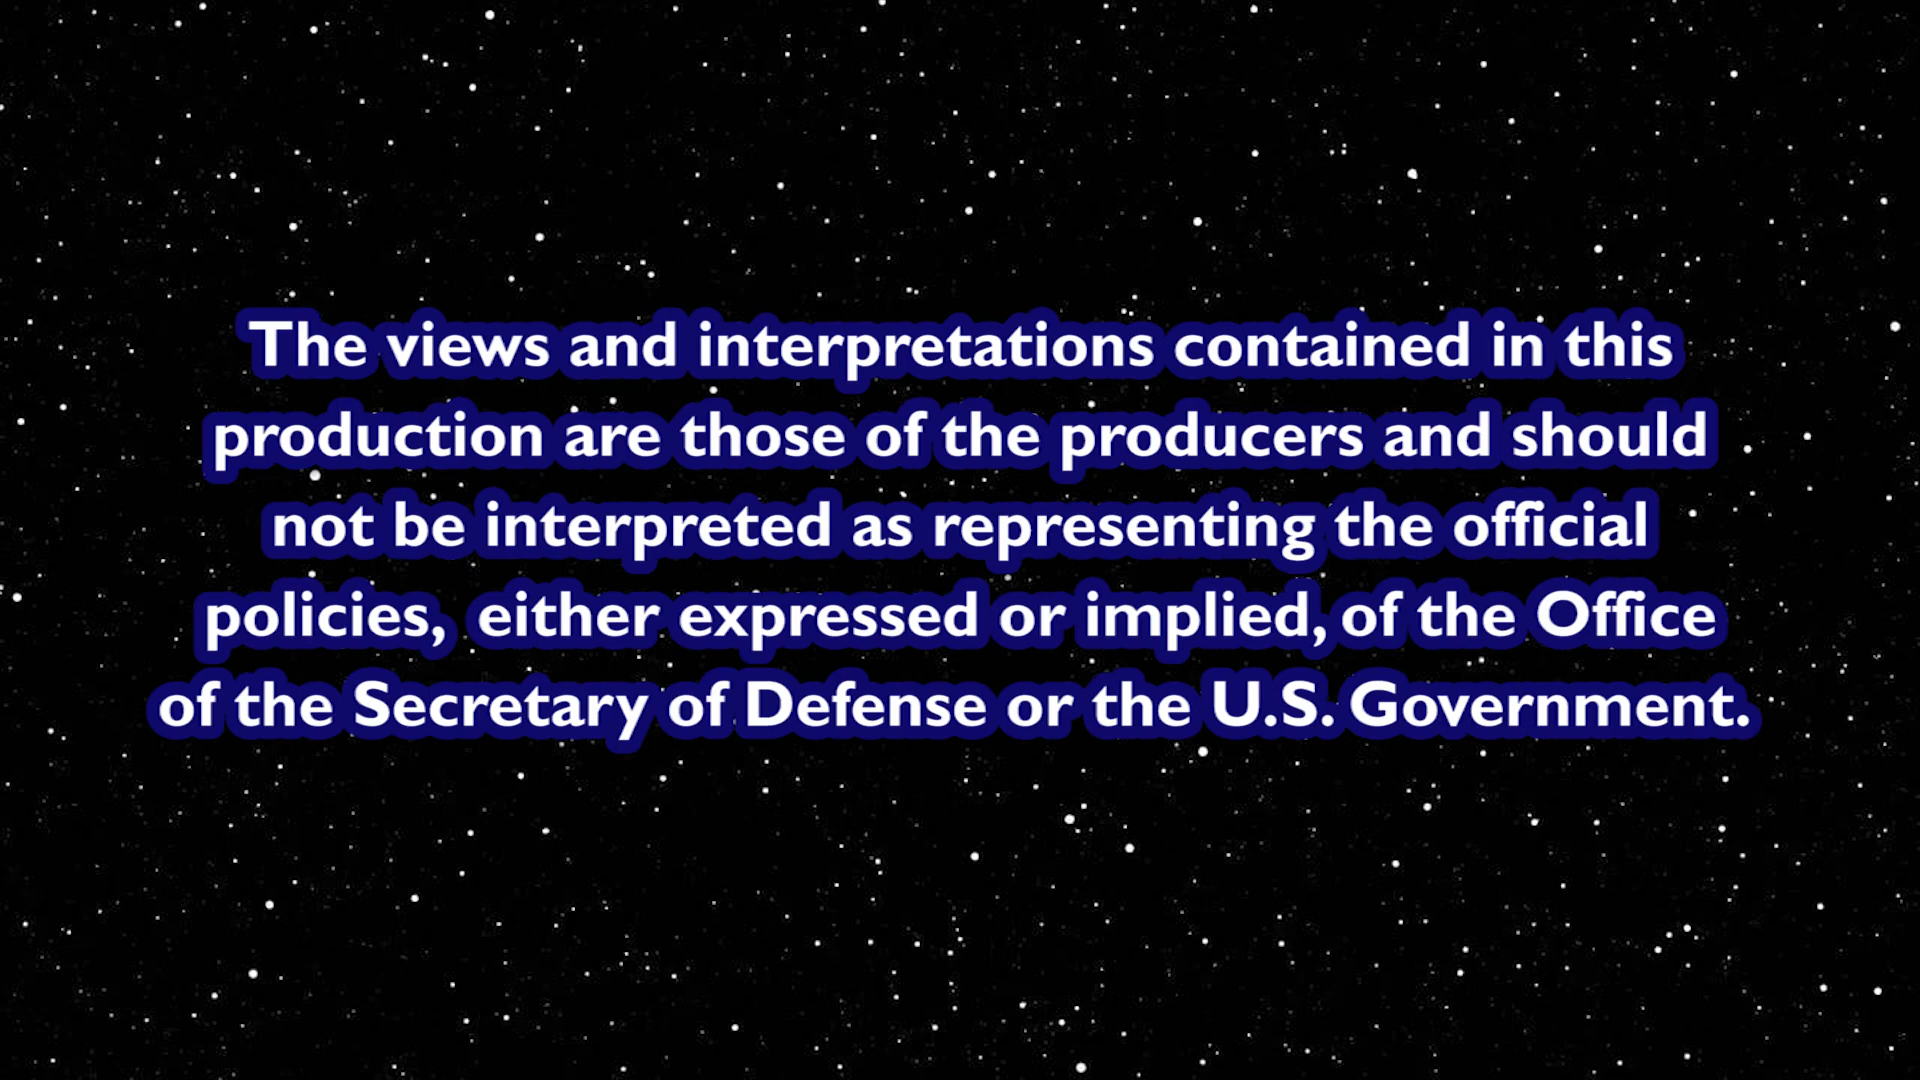 The views and interpretations contained in this
production are those of the producers and should
not be interpreted as representing the official
policies,  either expressed or implied, of the Office
of the Secretary of Defense or the U.S. Government.